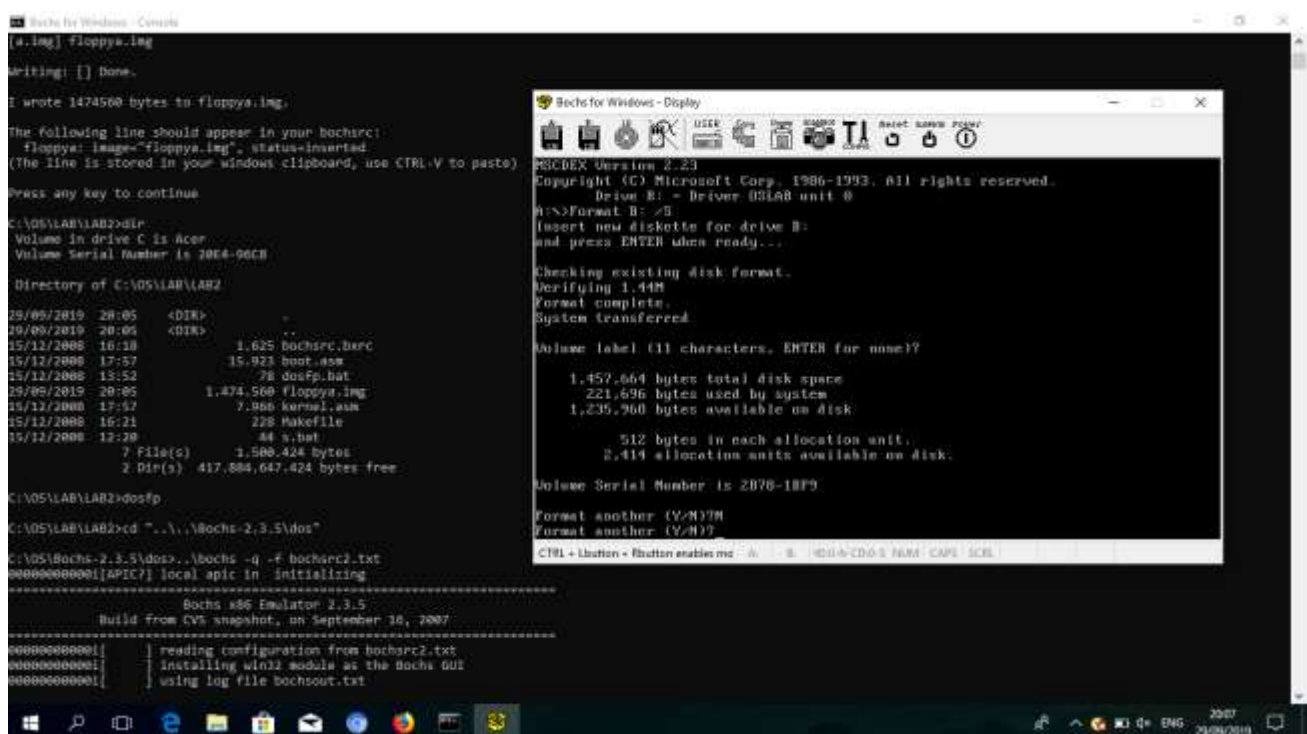 Bochs for Windows - Console
[a.img] floppya.img
Writing: [] Done.
I wrote 1474560 bytes to floppya.img.
The following line should appear in your bochsrc:
floppya: image="floppya.img", status=inserted
(The line is stored in your windows clipboard, use CTRL-V to paste)
Press any key to continue
C:\OS\LAB\LAB2>dir
Volume in drive C is Acer
Volume Serial Number is 20E4-96CB
Directory of C:\OS\LAB\LAB2
29/09/2019 20:05 <DIR> .
29/09/2019 20:05 <DIR> ..
15/12/2008 16:18 1.625 bochsrc.bxrc
15/12/2008 17:57 15.923 boot.asm
15/12/2008 13:52 78 dosfp.bat
29/09/2019 20:05 1.474.560 floppya.img
15/12/2008 17:57 7.966 kernel.asm
15/12/2008 16:21 228 Makefile
15/12/2008 12:20 44 s.bat
7 File(s) 1.500.424 bytes
2 Dir(s) 417.884.647.424 bytes free
C:\OS\LAB\LAB2>dosfp
C:\OS\LAB\LAB2>cd "..\..\Bochs-2.3.5\dos"
C:\OS\Bochs-2.3.5\dos>..\bochs -q -f bochsrc2.txt
00000000000i[APIC?] local apic in initializing
========================================================================
Bochs x86 Emulator 2.3.5
Build from CVS snapshot, on September 16, 2007
========================================================================
00000000000i[ ] reading configuration from bochsrc2.txt
00000000000i[ ] installing win32 module as the Bochs GUI
00000000000i[ ] using log file bochsout.txt
Bochs for Windows - Display
USER
Reset
Power
MSCDEX Version 2.23
Copyright (C) Microsoft Corp. 1986-1993. All rights reserved.
Drive R: = Driver OSLAB unit 0
A:\>Format B: /S
Insert new diskette for drive B:
and press ENTER when ready...
Checking existing disk format.
Verifying 1.44M
Format complete.
System transferred
Volume label (11 characters, ENTER for none)?
1,457,664 bytes total disk space
221,696 bytes used by system
1,235,968 bytes available on disk
512 bytes in each allocation unit.
2,414 allocation units available on disk.
Volume Serial Number is 2B78-18F9
Format another (Y/N)?M
Format another (Y/N)?_
CTRL + Lbutton + Rbutton enables mo A: B: NUM CAPS SCRL
ENG
20:07
29/09/2019